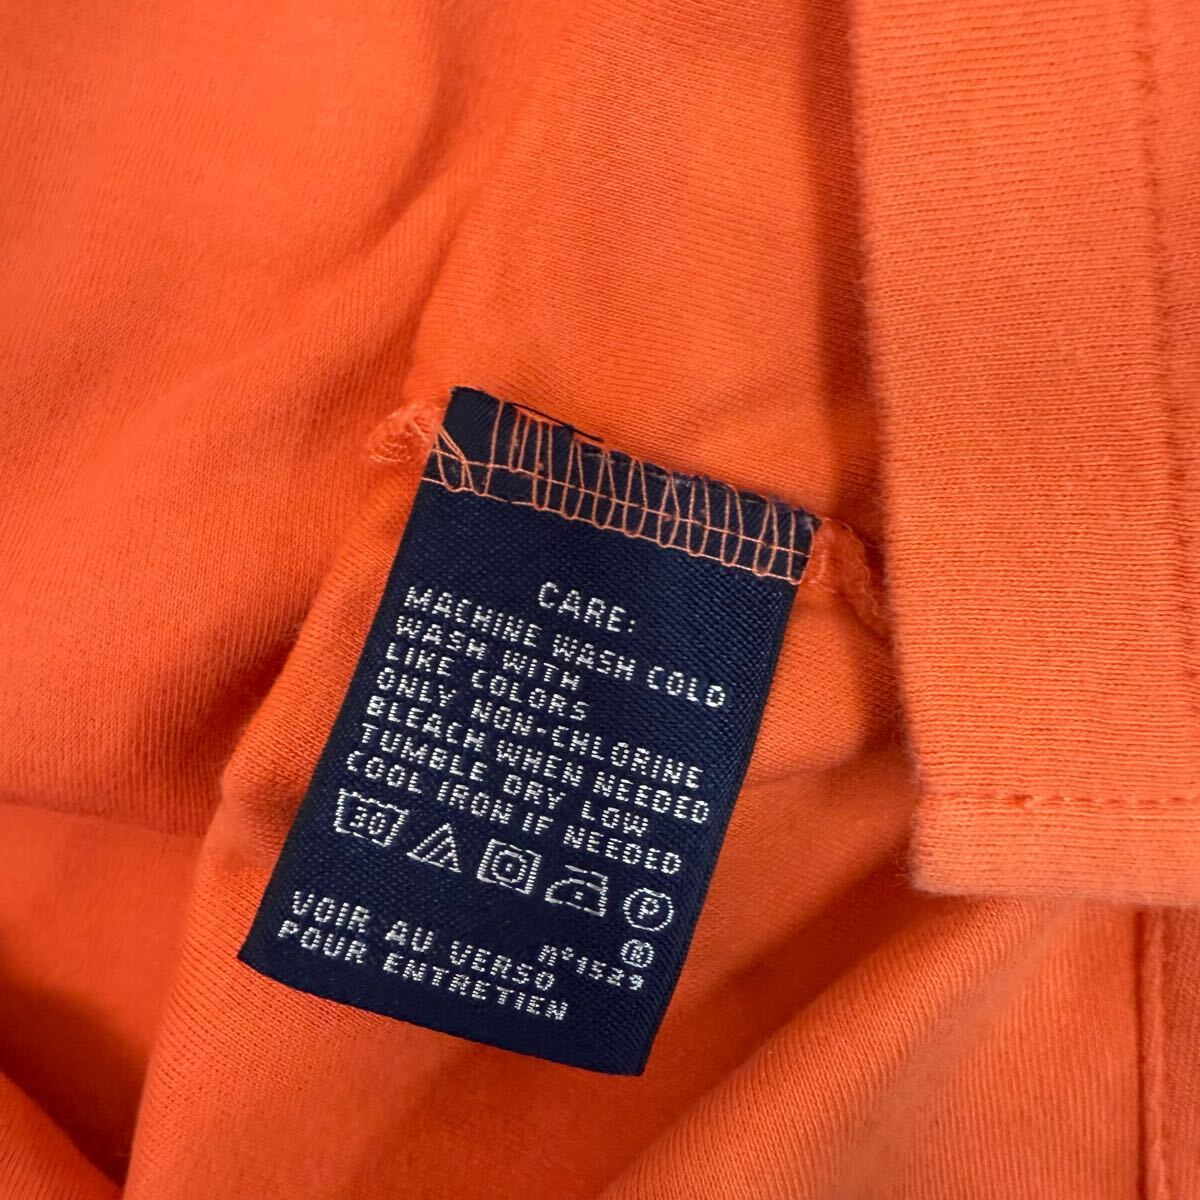 CARE:
MACHINE WASH COLD
WASH WITH
LIKE COLORS
ONLY NON-CHLORINE
BLEACH WHEN NEEDED
TUMBLE DRY LOW
COOL IRON IF NEEDED
30 P
VOIR AU VERSO ®
POUR ENTRETIEN Nº1529